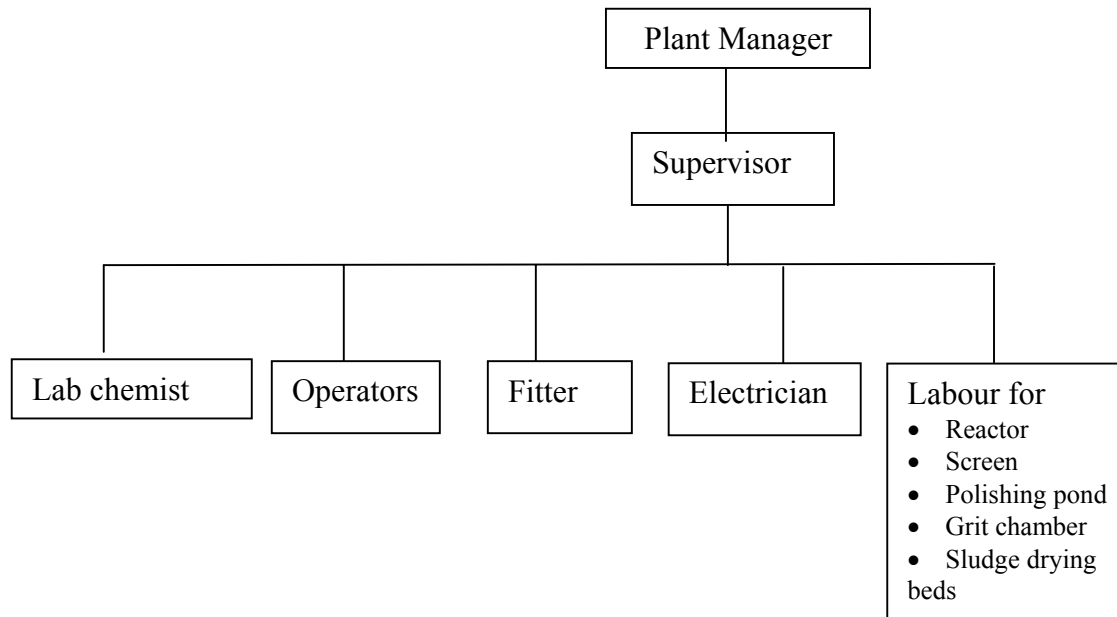 Plant Manager
Supervisor
Lab chemist
Operators
Fitter
Electrician
Labour for
• Reactor
• Screen
• Polishing pond
• Grit chamber
• Sludge drying
beds